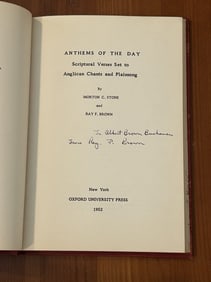 ANTHEMS OF THE DAY
Scriptural Verses Set to
Anglican Chants and Plainsong
by
MORTON C. STONE
and
RAY F. BROWN
To Albert Brown Buchanan
from Ray F. Brown
New York
OXFORD UNIVERSITY PRESS
1952